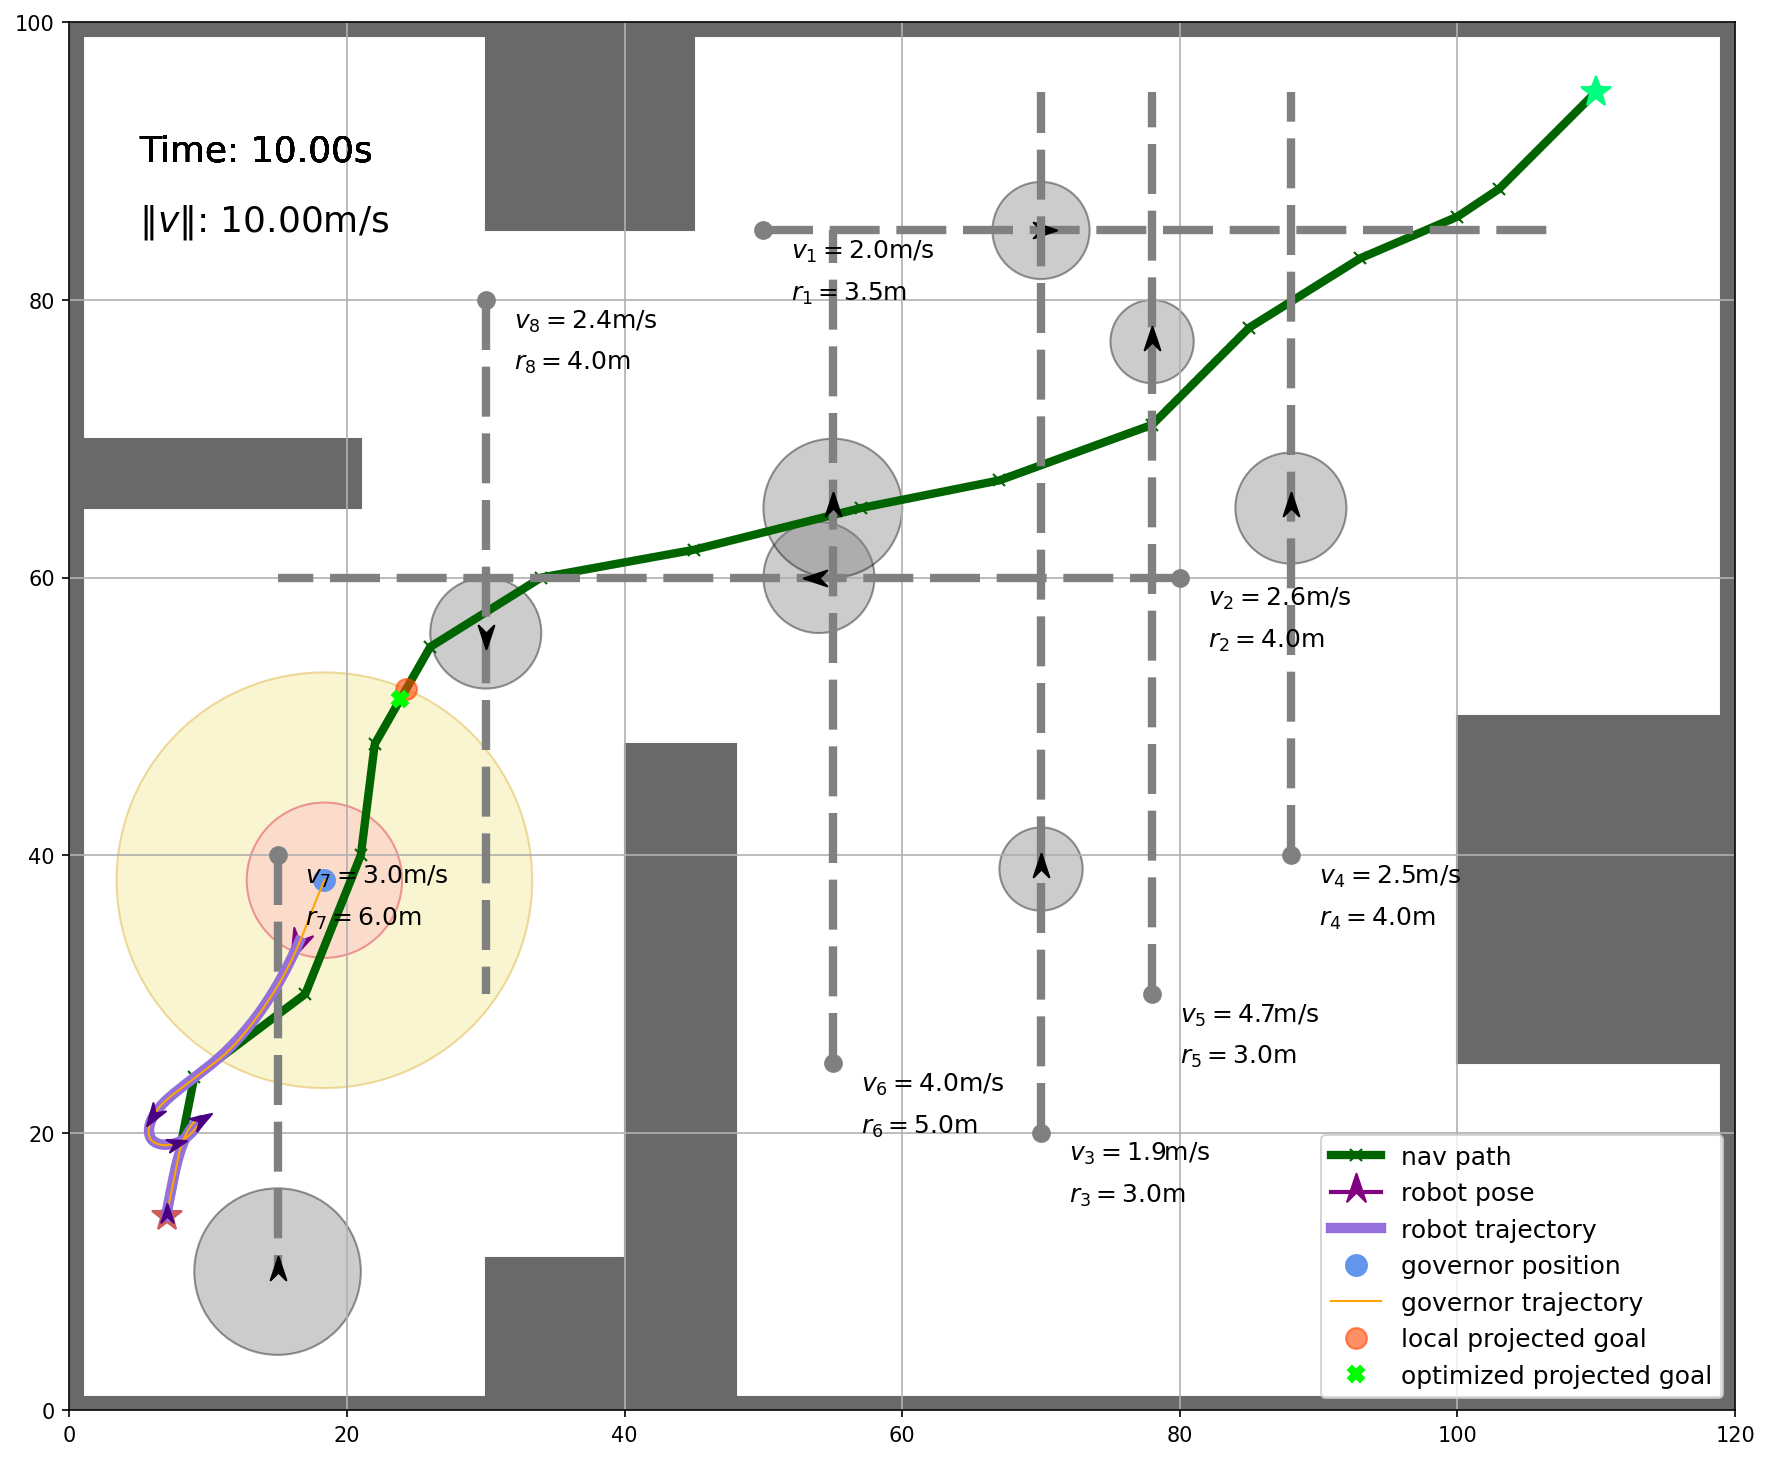 100
80
60
40
20
0
0
20
40
60
80
100
120
Time: 10.00s
‖v‖: 10.00m/s
v₁ = 2.0m/s
r₁ = 3.5m
v₈ = 2.4m/s
r₈ = 4.0m
v₂ = 2.6m/s
r₂ = 4.0m
v₇ = 3.0m/s
r₇ = 6.0m
v₄ = 2.5m/s
r₄ = 4.0m
v₅ = 4.7m/s
r₅ = 3.0m
v₆ = 4.0m/s
r₆ = 5.0m
v₃ = 1.9m/s
r₃ = 3.0m
nav path
robot pose
robot trajectory
governor position
governor trajectory
local projected goal
optimized projected goal